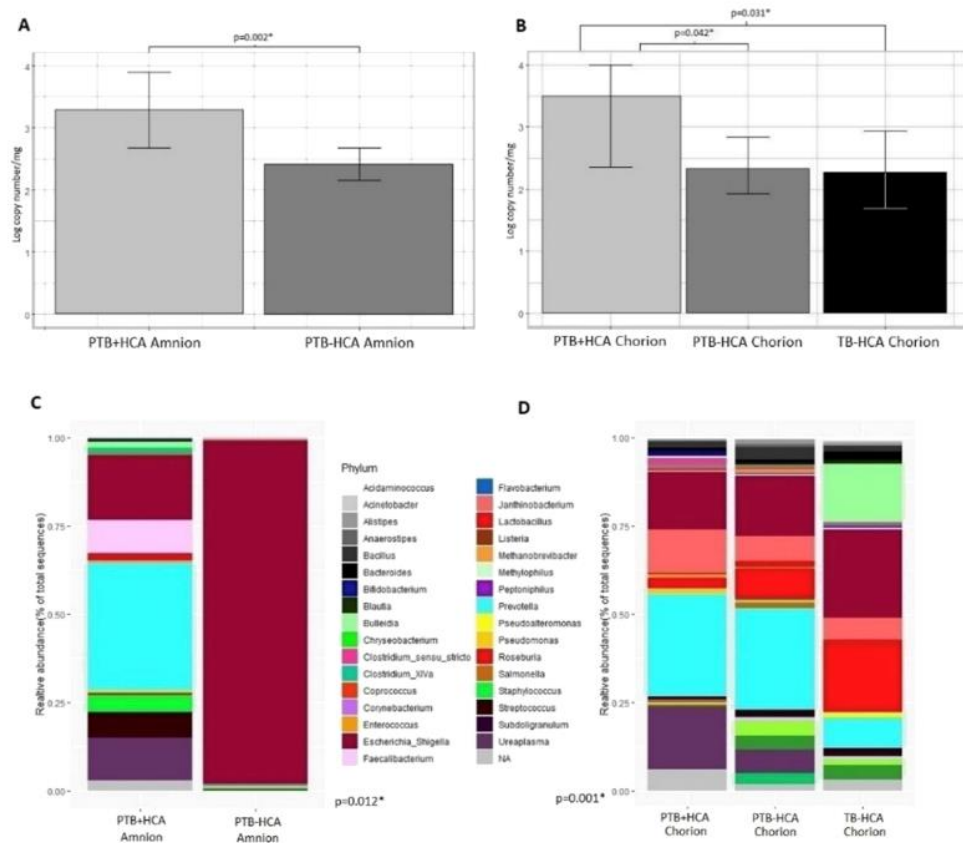 A
p=0.002*
Log copy number/mg
4
3
2
1
0
PTB+HCA Amnion
PTB-HCA Amnion
B
p=0.031*
p=0.042*
Log copy number/mg
4
3
2
1
0
PTB+HCA Chorion
PTB-HCA Chorion
TB-HCA Chorion
C
Realtive abundance(% of total sequences)
1.00
0.75
0.50
0.25
0.00
PTB+HCA
Amnion
PTB-HCA
Amnion
p=0.012*
Phylum
Acidaminococcus
Acinetobacter
Alistipes
Anaerostipes
Bacillus
Bacteroides
Bifidobacterium
Blautia
Bulleidia
Chryseobacterium
Clostridium_sensu_stricto
Clostridium_XIVa
Coprococcus
Corynebacterium
Enterococcus
Escherichia_Shigella
Faecalibacterium
Flavobacterium
Janthinobacterium
Lactobacillus
Listeria
Methanobrevibacter
Methylophilus
Peptoniphilus
Prevotella
Pseudoalteromonas
Pseudomonas
Roseburia
Salmonella
Staphylococcus
Streptococcus
Subdoligranulum
Ureaplasma
NA
D
Realtive abundance(% of total sequences)
1.00
0.75
0.50
0.25
0.00
p=0.001*
PTB+HCA
Chorion
PTB-HCA
Chorion
TB-HCA
Chorion